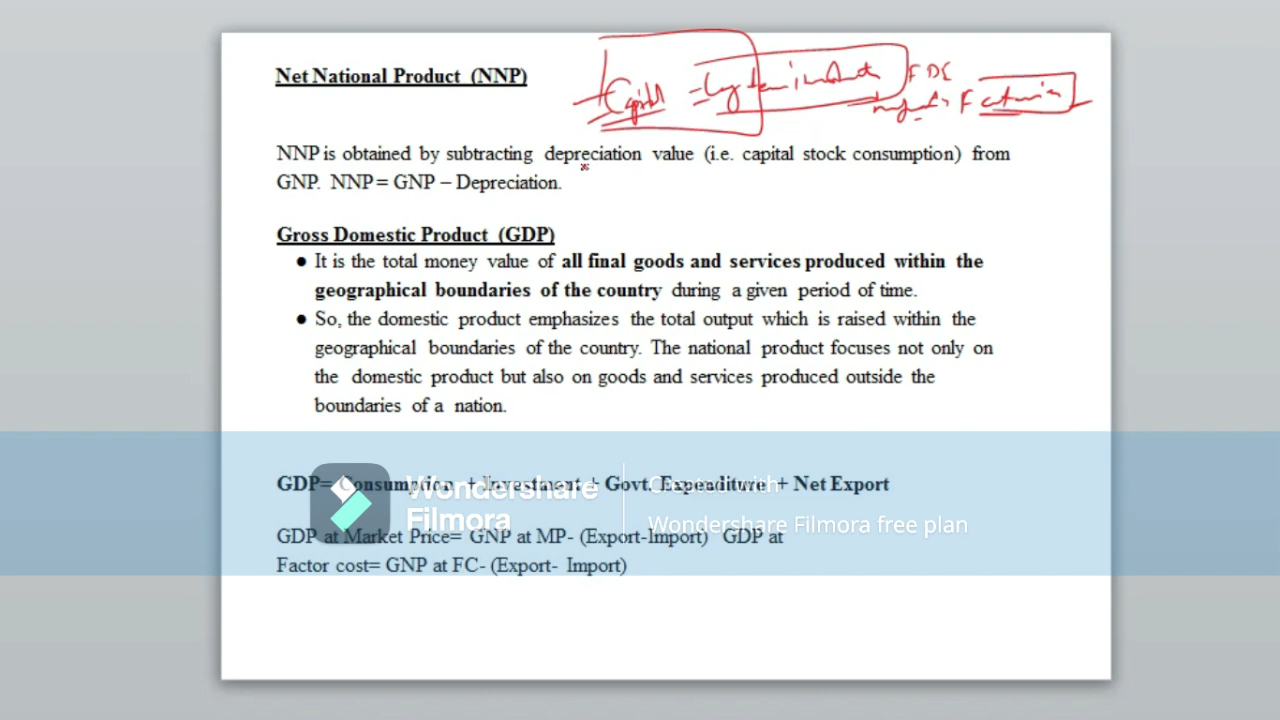 Net National Product (NNP)
Capital
NNP is obtained by subtracting depreciation value (i.e. capital stock consumption) from
GNP. NNP = GNP – Depreciation.
Gross Domestic Product (GDP)
● It is the total money value of all final goods and services produced within the
geographical boundaries of the country during a given period of time.
● So, the domestic product emphasizes the total output which is raised within the
geographical boundaries of the country. The national product focuses not only on
the domestic product but also on goods and services produced outside the
boundaries of a nation.
GDP= Consumption + Investment + Govt. Expenditure + Net Export
Wondershare
Filmora
Created with
Wondershare Filmora free plan
GDP at Market Price= GNP at MP- (Export-Import) GDP at
Factor cost= GNP at FC- (Export- Import)